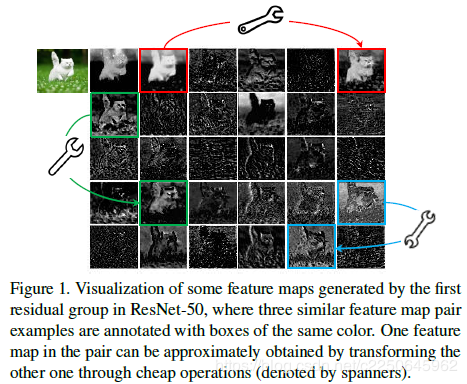 Figure 1. Visualization of some feature maps generated by the first
residual group in ResNet-50, where three similar feature map pair
examples are annotated with boxes of the same color. One feature
map in the pair can be approximately obtained by transforming the
other one through cheap operations (denoted by spanners).